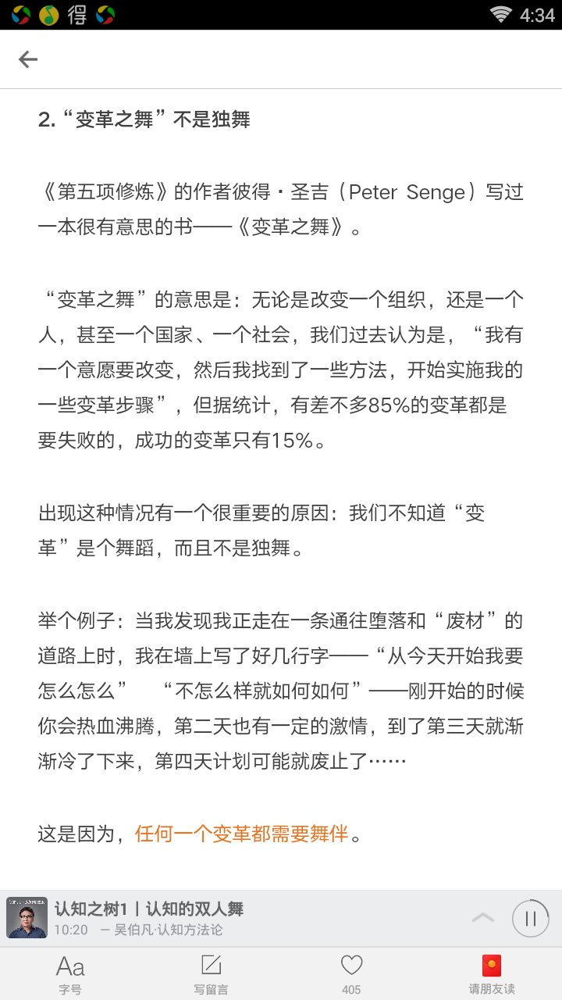 得
4:34
2.“变革之舞”不是独舞
《第五项修炼》的作者彼得·圣吉（Peter Senge）写过
一本很有意思的书——《变革之舞》。
“变革之舞”的意思是：无论是改变一个组织，还是一个
人，甚至一个国家、一个社会，我们过去认为是，“我有
一个意愿要改变，然后我找到了一些方法，开始实施我的
一些变革步骤”，但据统计，有差不多85%的变革都是
要失败的，成功的变革只有15%。
出现这种情况有一个很重要的原因：我们不知道“变
革”是个舞蹈，而且不是独舞。
举个例子：当我发现我正走在一条通往堕落和“废材”的
道路上时，我在墙上写了好几行字——“从今天开始我要
怎么怎么”　“不怎么样就如何如何”——刚开始的时候
你会热血沸腾，第二天也有一定的激情，到了第三天就渐
渐冷了下来，第四天计划可能就废止了……
这是因为，任何一个变革都需要舞伴。
认知之树1丨认知的双人舞
10:20 — 吴伯凡·认知方法论
Aa
字号
写留言
405
请朋友读